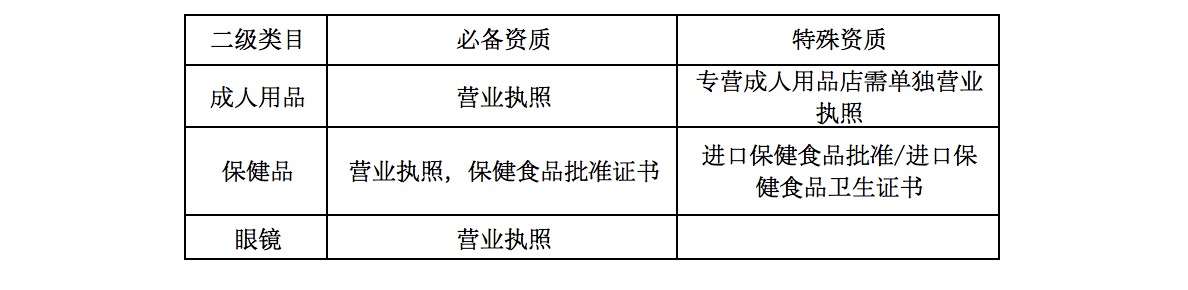 二级类目 必备资质 特殊资质
成人用品 营业执照 专营成人用品店需单独营业
执照
保健品 营业执照，保健食品批准证书 进口保健食品批准/进口保
健食品卫生证书
眼镜 营业执照